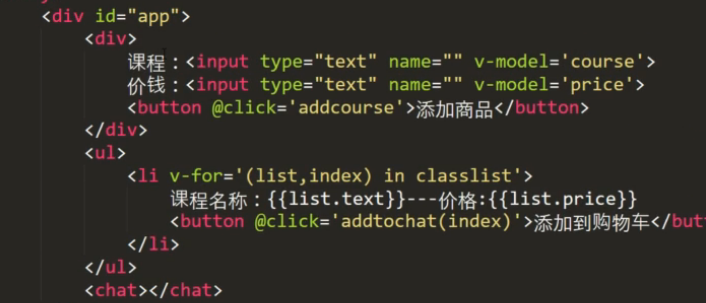 <div id="app">
<div>
课程：<input type="text" name="" v-model='course'>
价钱：<input type="text" name="" v-model='price'>
<button @click='addcourse'>添加商品</button>
</div>
<ul>
<li v-for='(list,index) in classlist'>
课程名称：{{list.text}}---价格:{{list.price}}
<button @click='addtochat(index)'>添加到购物车</butt
</li>
</ul>
<chat></chat>